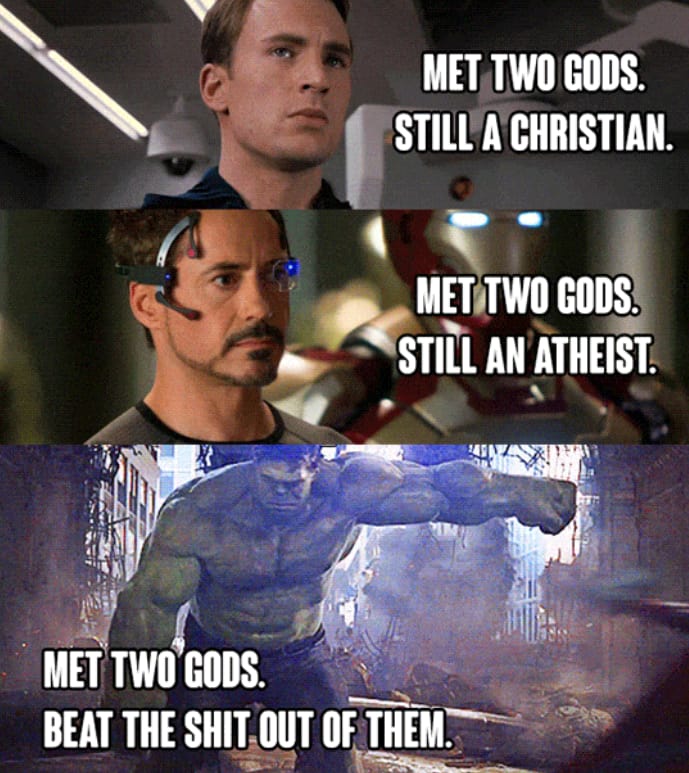 MET TWO GODS.
STILL A CHRISTIAN.
MET TWO GODS.
STILL AN ATHEIST.
MET TWO GODS.
BEAT THE SHIT OUT OF THEM.